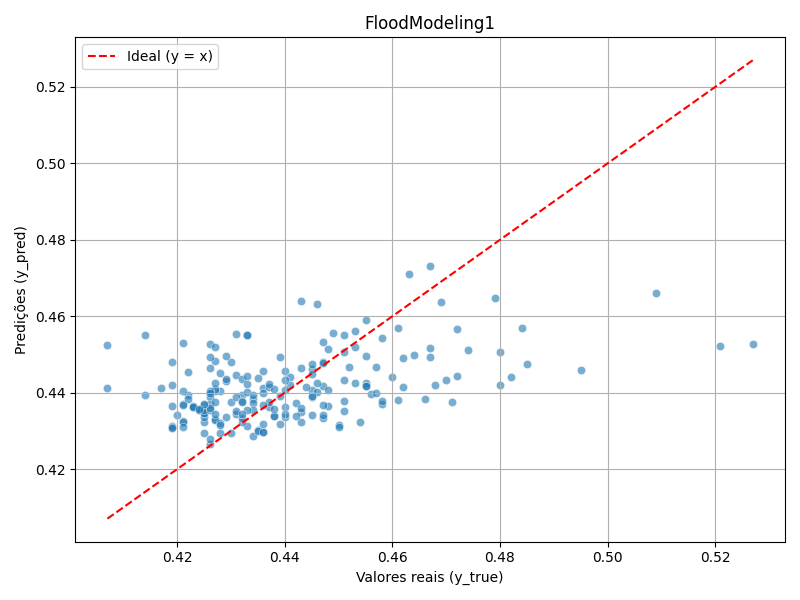 FloodModeling1
Ideal (y = x)
Predições (y_pred)
0.52
0.50
0.48
0.46
0.44
0.42
0.42 0.44 0.46 0.48 0.50 0.52
Valores reais (y_true)